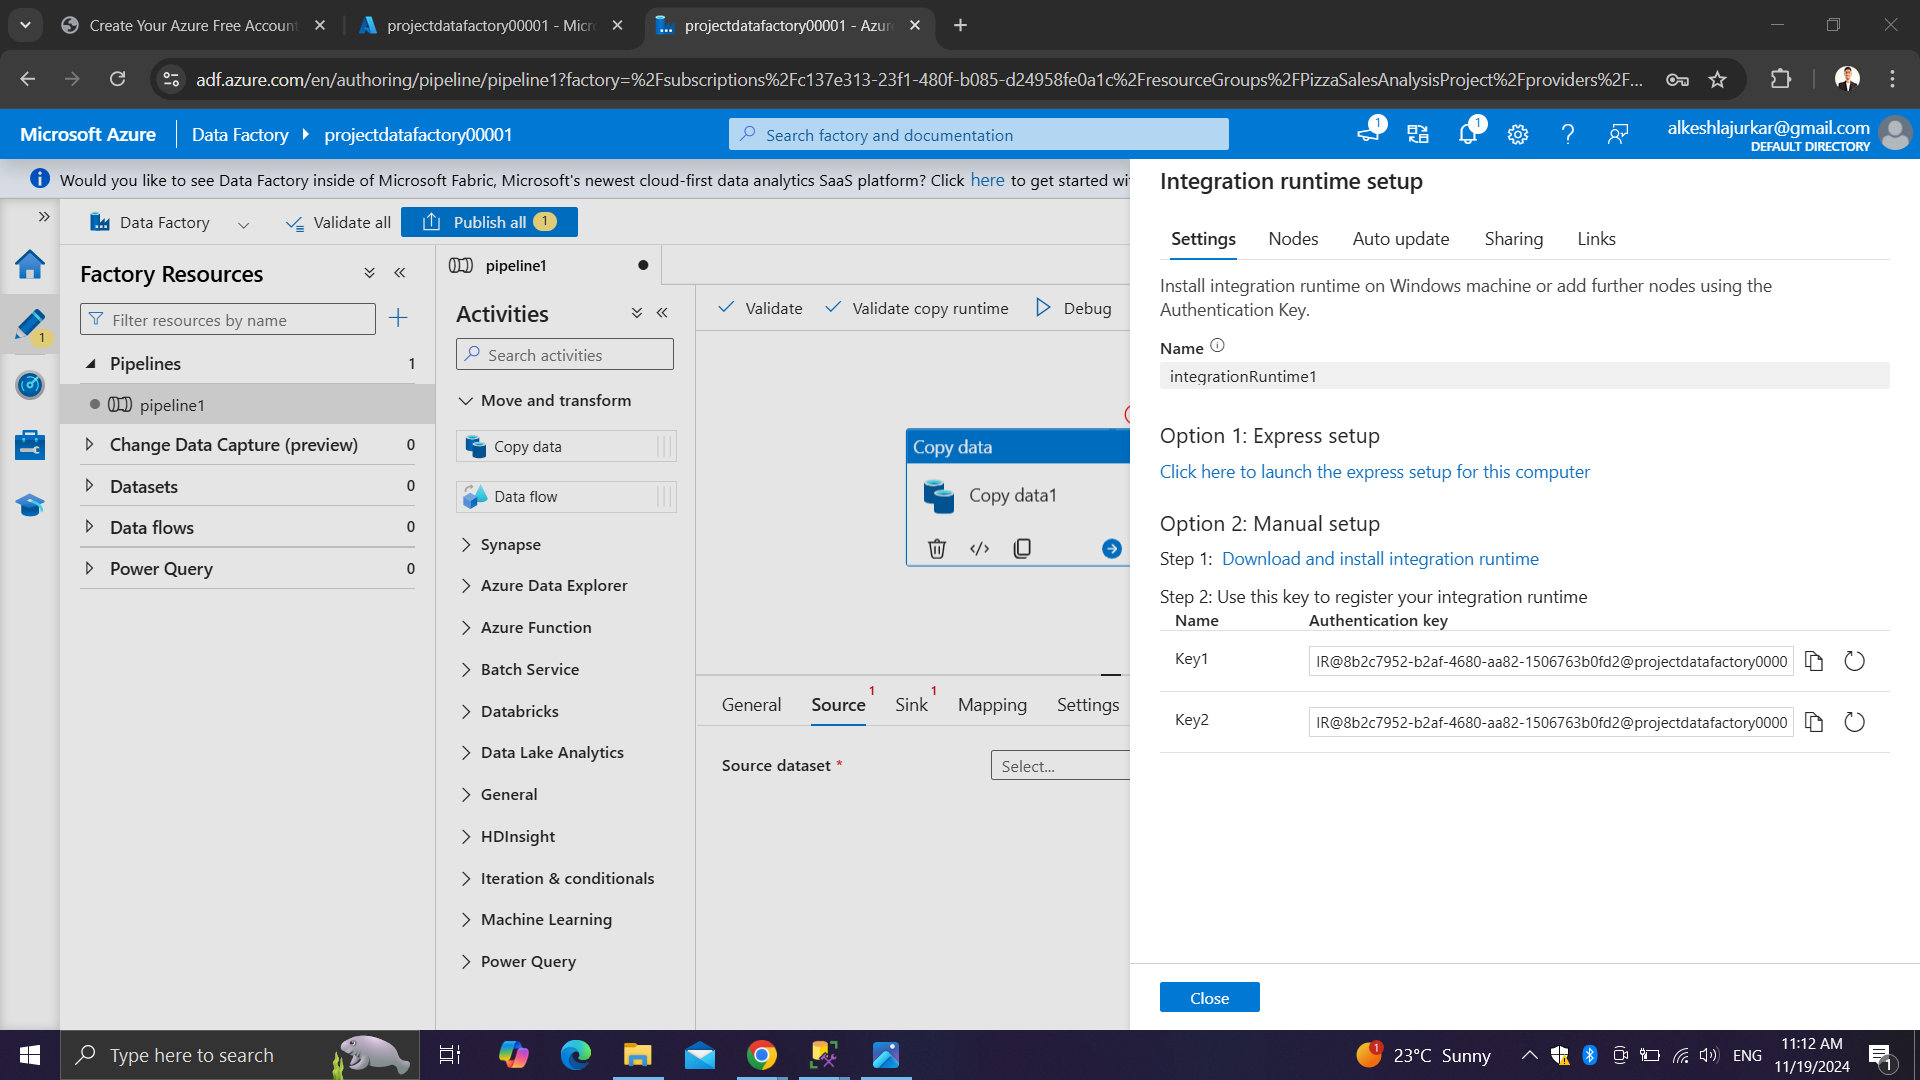 Create Your Azure Free Account
projectdatafactory00001 - Micr
projectdatafactory00001 - Azur
adf.azure.com/en/authoring/pipeline/pipeline1?factory=%2Fsubscriptions%2Fc137e313-23f1-480f-b085-d24958fe0a1c%2FresourceGroups%2FPizzaSalesAnalysisProject%2Fproviders%2F...
Microsoft Azure
Data Factory
projectdatafactory00001
Search factory and documentation
1
1
alkeshlajurkar@gmail.com
DEFAULT DIRECTORY
Would you like to see Data Factory inside of Microsoft Fabric, Microsoft's newest cloud-first data analytics SaaS platform? Click here to get started wi
Data Factory
Validate all
Publish all 1
1
Factory Resources
Filter resources by name
Pipelines 1
pipeline1
Change Data Capture (preview) 0
Datasets 0
Data flows 0
Power Query 0
pipeline1
Activities
Search activities
Move and transform
Copy data
Data flow
Synapse
Azure Data Explorer
Azure Function
Batch Service
Databricks
Data Lake Analytics
General
HDInsight
Iteration & conditionals
Machine Learning
Power Query
Validate
Validate copy runtime
Debug
Copy data
Copy data1
General
Source 1
Sink 1
Mapping
Settings
Source dataset *
Select...
Integration runtime setup
Settings
Nodes
Auto update
Sharing
Links
Install integration runtime on Windows machine or add further nodes using the
Authentication Key.
Name
integrationRuntime1
Option 1: Express setup
Click here to launch the express setup for this computer
Option 2: Manual setup
Step 1: Download and install integration runtime
Step 2: Use this key to register your integration runtime
Name Authentication key
Key1 IR@8b2c7952-b2af-4680-aa82-1506763b0fd2@projectdatafactory0000
Key2 IR@8b2c7952-b2af-4680-aa82-1506763b0fd2@projectdatafactory0000
Close
Type here to search
1
23°C Sunny
ENG
11:12 AM
11/19/2024
1